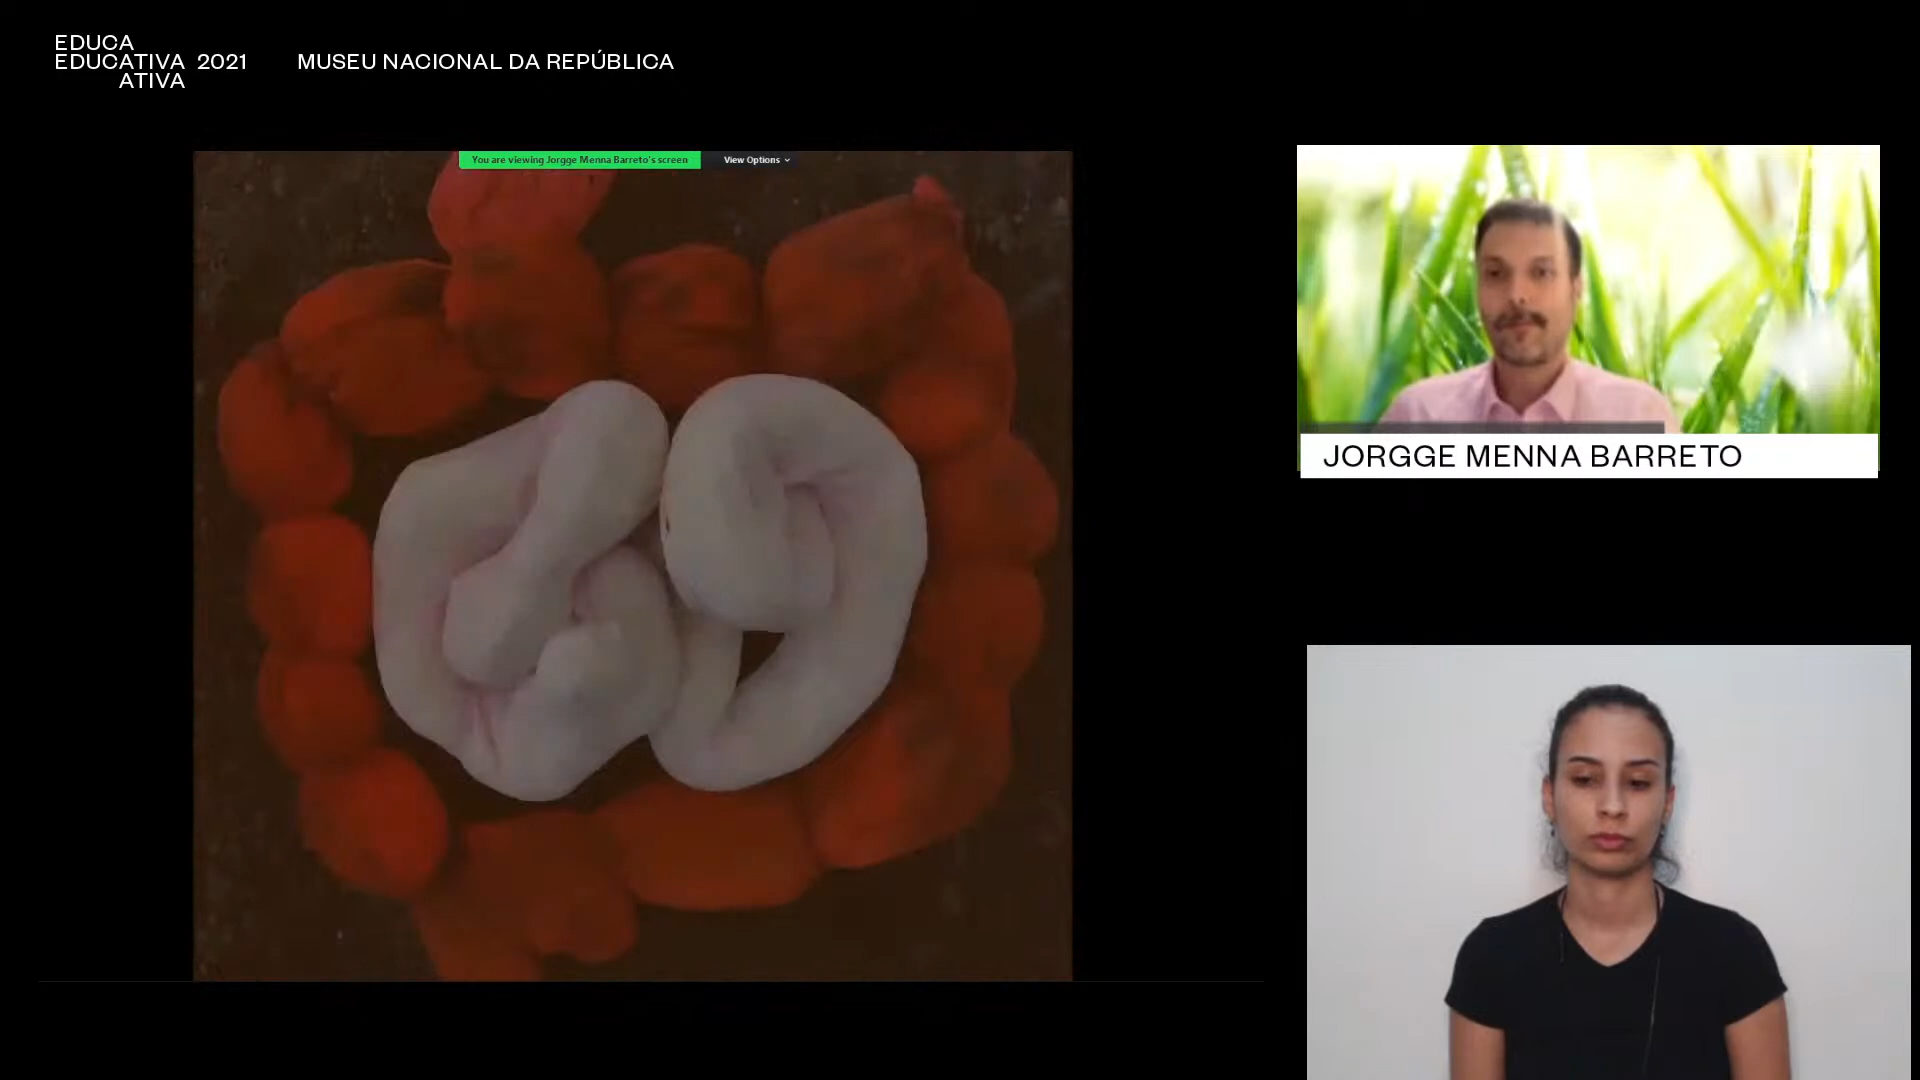 EDUCA
EDUCATIVA 2021
ATIVA
MUSEU NACIONAL DA REPÚBLICA
You are viewing Jorgge Menna Barreto's screen
View Options
JORGGE MENNA BARRETO